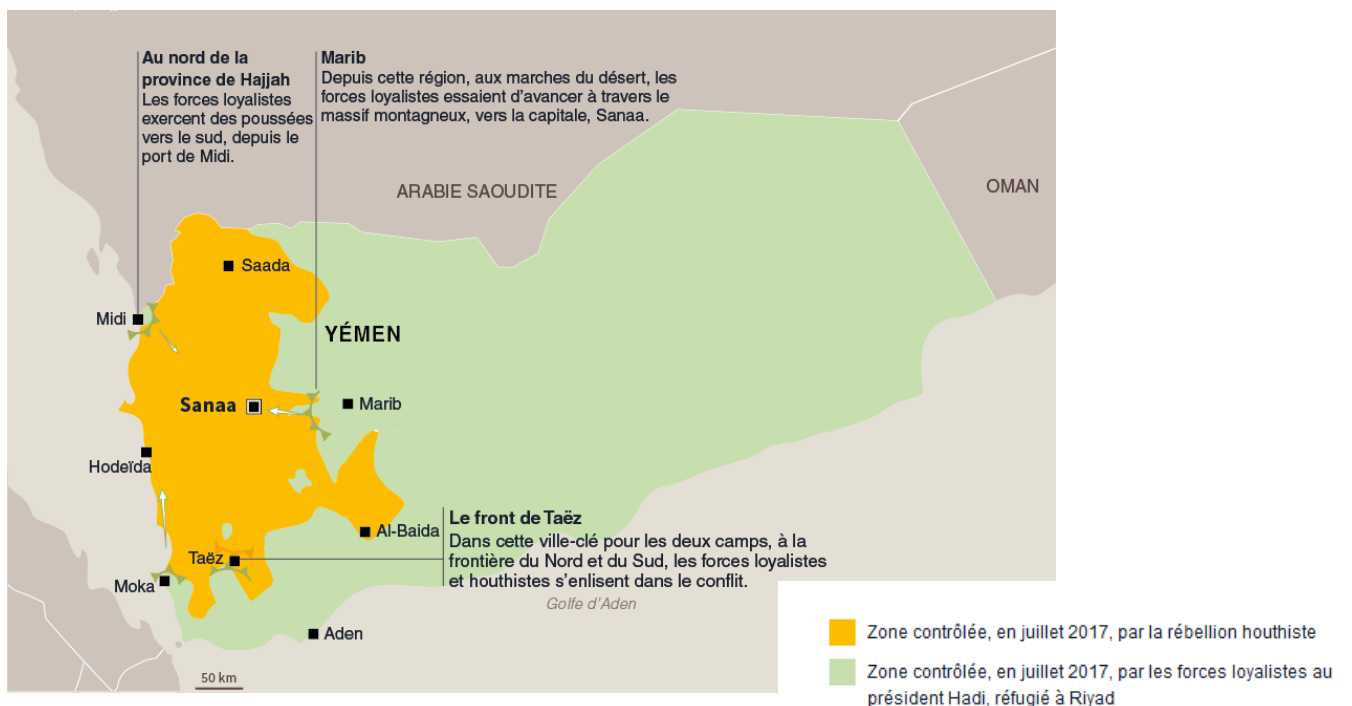 Au nord de la
province de Hajjah
Les forces loyalistes
exercent des poussées
vers le sud, depuis le
port de Midi.
Marib
Depuis cette région, aux marches du désert, les
forces loyalistes essaient d'avancer à travers le
massif montagneux, vers la capitale, Sanaa.
ARABIE SAOUDITE
OMAN
Saada
Midi
YÉMEN
Sanaa
Marib
Hodeïda
Al-Baida
Le front de Taëz
Dans cette ville-clé pour les deux camps, à la
frontière du Nord et du Sud, les forces loyalistes
et houthistes s'enlisent dans le conflit.
Taëz
Moka
Golfe d'Aden
Aden
50 km
Zone contrôlée, en juillet 2017, par la rébellion houthiste
Zone contrôlée, en juillet 2017, par les forces loyalistes au
président Hadi, réfugié à Riyad